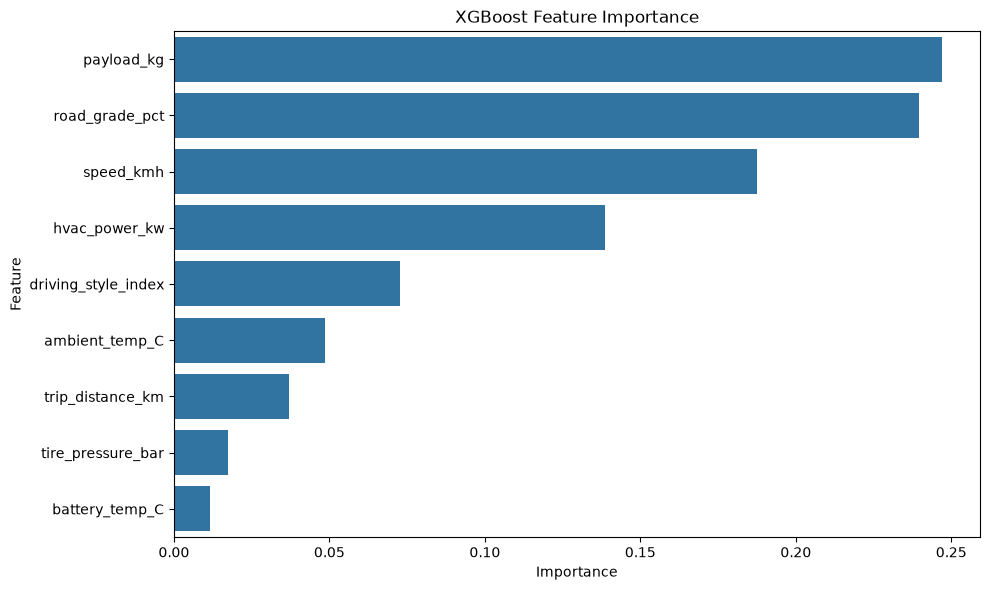 XGBoost Feature Importance
payload_kg
road_grade_pct
speed_kmh
hvac_power_kw
driving_style_index
ambient_temp_C
trip_distance_km
tire_pressure_bar
battery_temp_C
Feature
0.00 0.05 0.10 0.15 0.20 0.25
Importance